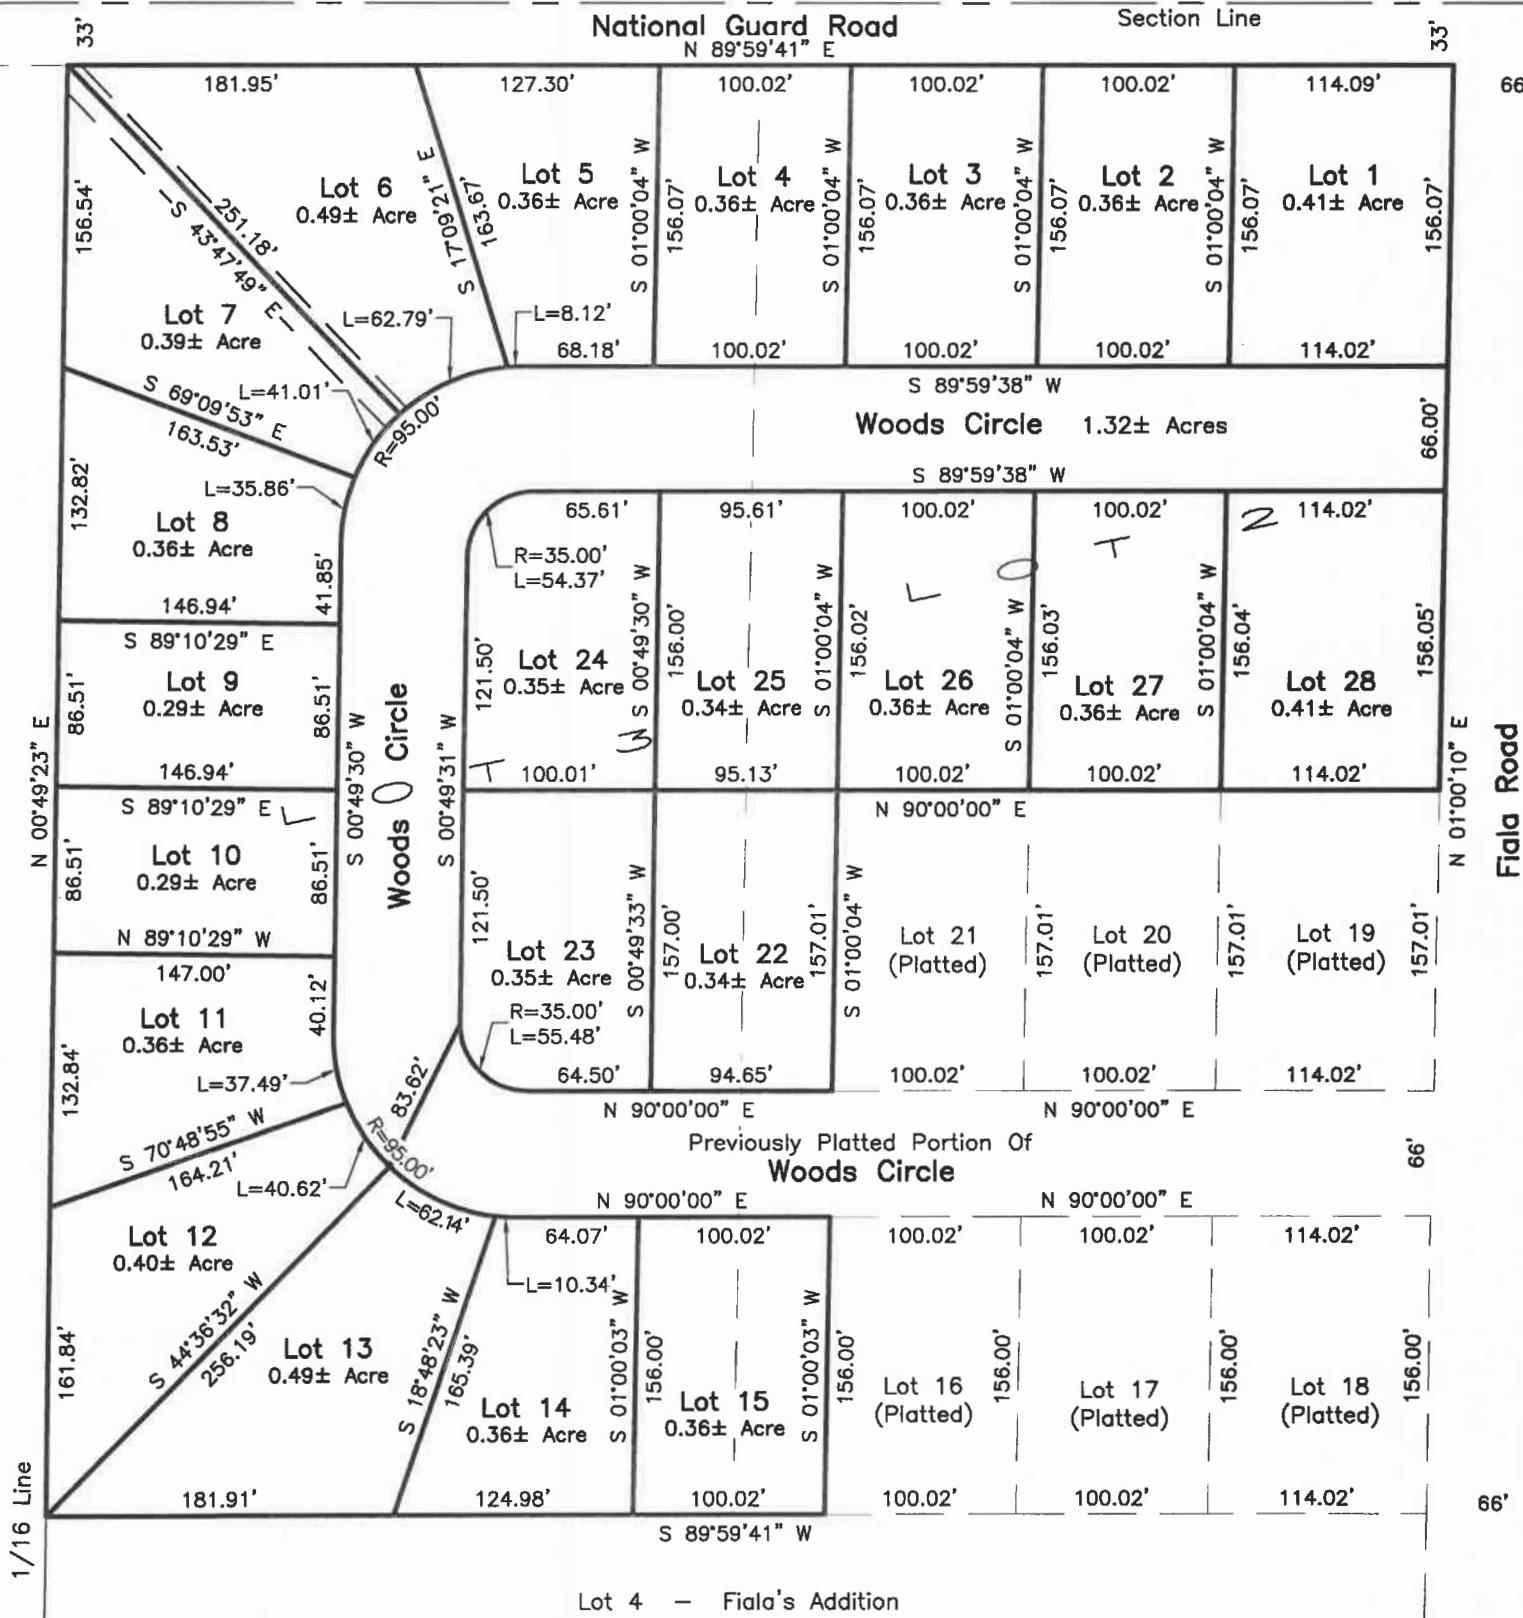 33'
National Guard Road
Section Line
33'
N 89°59'41" E
181.95'
127.30'
100.02'
100.02'
100.02'
114.09'
66
156.54'
251.18'
S 43°47'49" E
Lot 6
0.49± Acre
S 17°09'21" E
163.67'
Lot 5
0.36± Acre
S 01°00'04" W
156.07'
Lot 4
0.36± Acre
S 01°00'04" W
156.07'
Lot 3
0.36± Acre
S 01°00'04" W
156.07'
Lot 2
0.36± Acre
S 01°00'04" W
156.07'
Lot 1
0.41± Acre
156.07'
Lot 7
0.39± Acre
L=62.79'
L=8.12'
68.18'
100.02'
100.02'
100.02'
114.02'
S 69°09'53" E
163.53'
L=41.01'
R=95.00'
S 89°59'38" W
Woods Circle 1.32± Acres
66.00'
S 89°59'38" W
132.82'
L=35.86'
Lot 8
0.36± Acre
41.85'
146.94'
65.61'
95.61'
100.02'
100.02'
114.02'
R=35.00'
L=54.37'
L O T 2
S 89°10'29" E
Lot 9
0.29± Acre
86.51'
86.51'
146.94'
N 00°49'23" E
S 00°49'30" W
Woods Circle
S 00°49'31" W
121.50'
Lot 24
0.35± Acre
S 00°49'30" W
156.00'
Lot 25
0.34± Acre
S 01°00'04" W
156.02'
Lot 26
0.36± Acre
S 01°00'04" W
156.03'
Lot 27
0.36± Acre
S 01°00'04" W
156.04'
Lot 28
0.41± Acre
156.05'
N 01°00'10" E
Fiala Road
L O T 3
100.01'
95.13'
100.02'
100.02'
114.02'
S 89°10'29" E
N 90°00'00" E
Lot 10
0.29± Acre
86.51'
86.51'
N 89°10'29" W
147.00'
121.50'
Lot 23
0.35± Acre
S 00°49'33" W
157.00'
Lot 22
0.34± Acre
157.01'
S 01°00'04" W
Lot 21
(Platted)
157.01'
Lot 20
(Platted)
157.01'
Lot 19
(Platted)
157.01'
Lot 11
0.36± Acre
40.12'
132.84'
L=37.49'
R=35.00'
L=55.48'
64.50'
94.65'
100.02'
100.02'
114.02'
83.62'
R=95.00'
N 90°00'00" E
N 90°00'00" E
S 70°48'55" W
164.21'
L=40.62'
Previously Platted Portion Of
Woods Circle
66'
L=62.14'
N 90°00'00" E
N 90°00'00" E
Lot 12
0.40± Acre
64.07'
100.02'
100.02'
100.02'
114.02'
L=10.34'
161.84'
S 44°36'32" W
256.19'
Lot 13
0.49± Acre
S 18°48'23" W
165.39'
Lot 14
0.36± Acre
S 01°00'03" W
156.00'
Lot 15
0.36± Acre
S 01°00'03" W
156.00'
Lot 16
(Platted)
156.00'
Lot 17
(Platted)
156.00'
Lot 18
(Platted)
156.00'
1/16 Line
181.91'
124.98'
100.02'
100.02'
100.02'
114.02'
66'
S 89°59'41" W
Lot 4 — Fiala's Addition